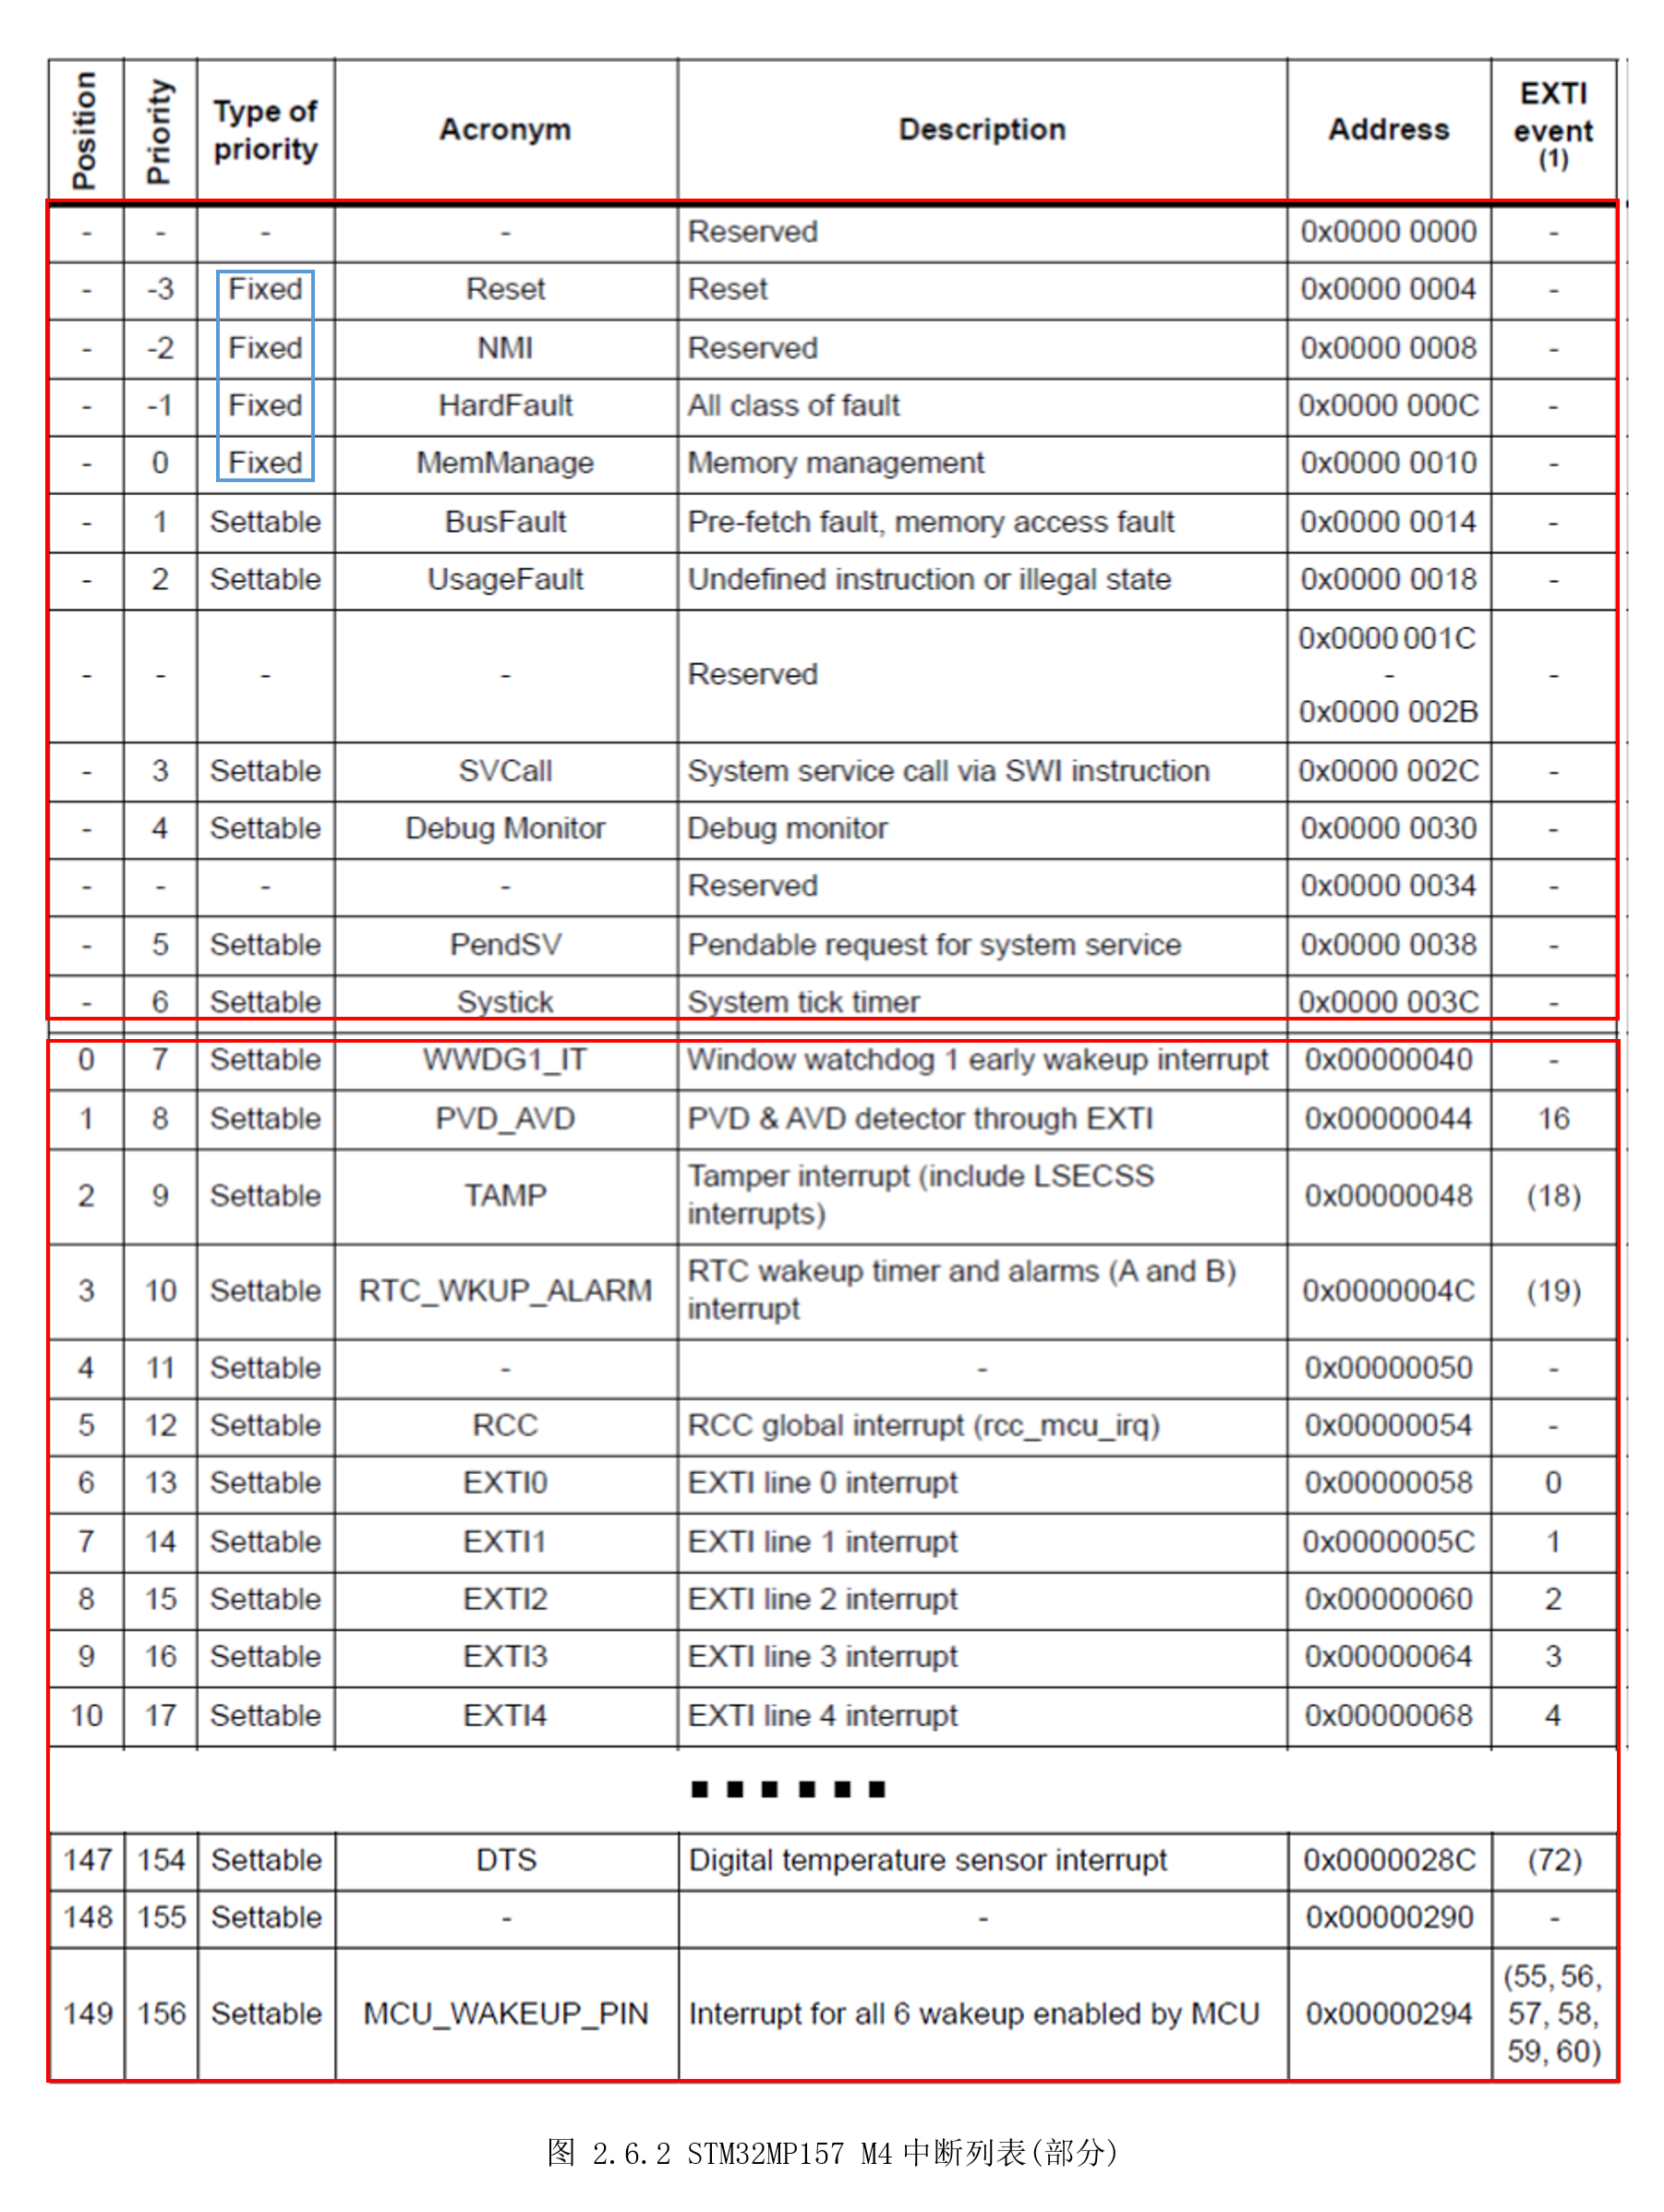 Position Priority Type of priority Acronym Description Address EXTI event (1)
- - - - Reserved 0x0000 0000 -
- -3 Fixed Reset Reset 0x0000 0004 -
- -2 Fixed NMI Reserved 0x0000 0008 -
- -1 Fixed HardFault All class of fault 0x0000 000C -
- 0 Fixed MemManage Memory management 0x0000 0010 -
- 1 Settable BusFault Pre-fetch fault, memory access fault 0x0000 0014 -
- 2 Settable UsageFault Undefined instruction or illegal state 0x0000 0018 -
- - - - Reserved 0x0000 001C - 0x0000 002B -
- 3 Settable SVCall System service call via SWI instruction 0x0000 002C -
- 4 Settable Debug Monitor Debug monitor 0x0000 0030 -
- - - - Reserved 0x0000 0034 -
- 5 Settable PendSV Pendable request for system service 0x0000 0038 -
- 6 Settable Systick System tick timer 0x0000 003C -
0 7 Settable WWDG1_IT Window watchdog 1 early wakeup interrupt 0x00000040 -
1 8 Settable PVD_AVD PVD & AVD detector through EXTI 0x00000044 16
2 9 Settable TAMP Tamper interrupt (include LSECSS interrupts) 0x00000048 (18)
3 10 Settable RTC_WKUP_ALARM RTC wakeup timer and alarms (A and B) interrupt 0x0000004C (19)
4 11 Settable - - 0x00000050 -
5 12 Settable RCC RCC global interrupt (rcc_mcu_irq) 0x00000054 -
6 13 Settable EXTI0 EXTI line 0 interrupt 0x00000058 0
7 14 Settable EXTI1 EXTI line 1 interrupt 0x0000005C 1
8 15 Settable EXTI2 EXTI line 2 interrupt 0x00000060 2
9 16 Settable EXTI3 EXTI line 3 interrupt 0x00000064 3
10 17 Settable EXTI4 EXTI line 4 interrupt 0x00000068 4
......
147 154 Settable DTS Digital temperature sensor interrupt 0x0000028C (72)
148 155 Settable - - 0x00000290 -
149 156 Settable MCU_WAKEUP_PIN Interrupt for all 6 wakeup enabled by MCU 0x00000294 (55, 56, 57, 58, 59, 60)
图 2.6.2 STM32MP157 M4中断列表(部分)